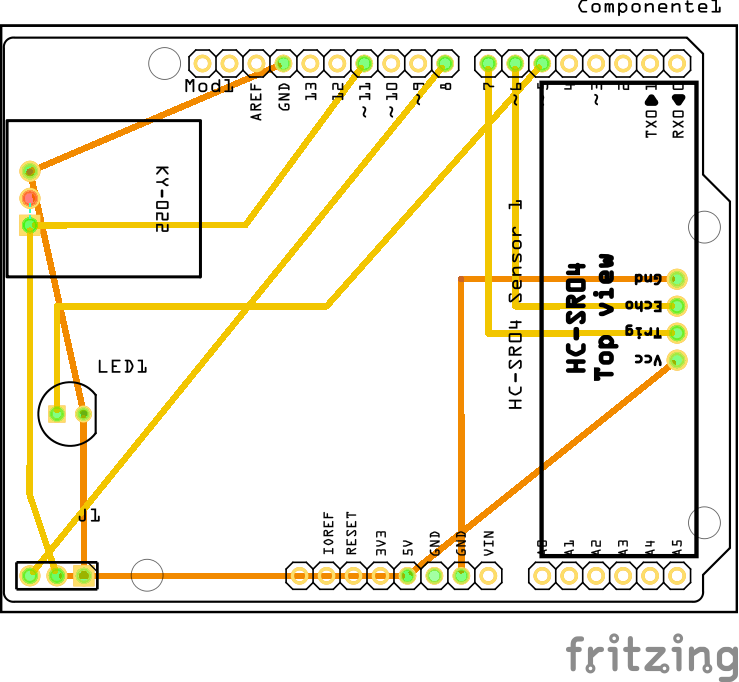 Componente1
Mod1
AREF
GND
13
12
~11
~10
~9
8
7
~6
~5
4
~3
2
TX0▶1
RX0◀0
KY-022
HC-SR04 Sensor 1
HC-SR04
Top view
Gnd
Echo
Trig
Vcc
LED1
J1
IOREF
RESET
3V3
5V
GND
GND
VIN
A0
A1
A2
A3
A4
A5
fritzing